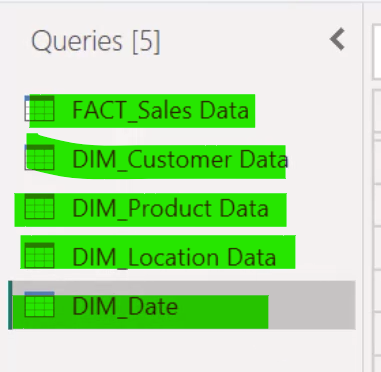 Queries [5]
FACT_Sales Data
DIM_Customer Data
DIM_Product Data
DIM_Location Data
DIM_Date